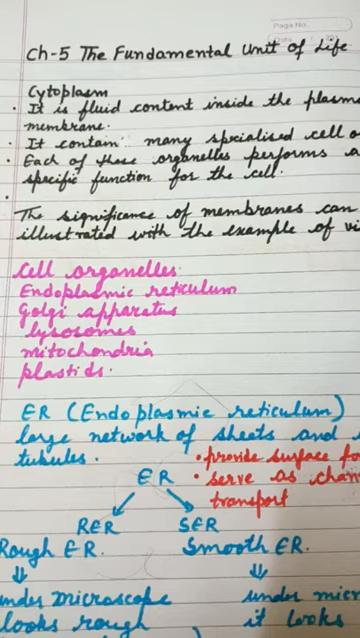 Page No.
Date
Ch-5 The Fundamental Unit of Life
Cytoplasm
• It is fluid content inside the plasma
membrane.
• It contain many specialised cell o
• Each of these organelles performs a
specific function for the cell.
•
The significance of membranes can
illustrated with the example of vi
Cell organelles
Endoplasmic reticulum
Golgi apparatus
lysosomes
mitochondria
plastids.
ER (Endoplasmic reticulum)
large network of sheets and
tubules.
• provide surface fo
ER
• serve as chan
transport
RER SER
Rough ER. Smooth ER.
⇓ ⇓
under microscope under micr
looks rough it looks